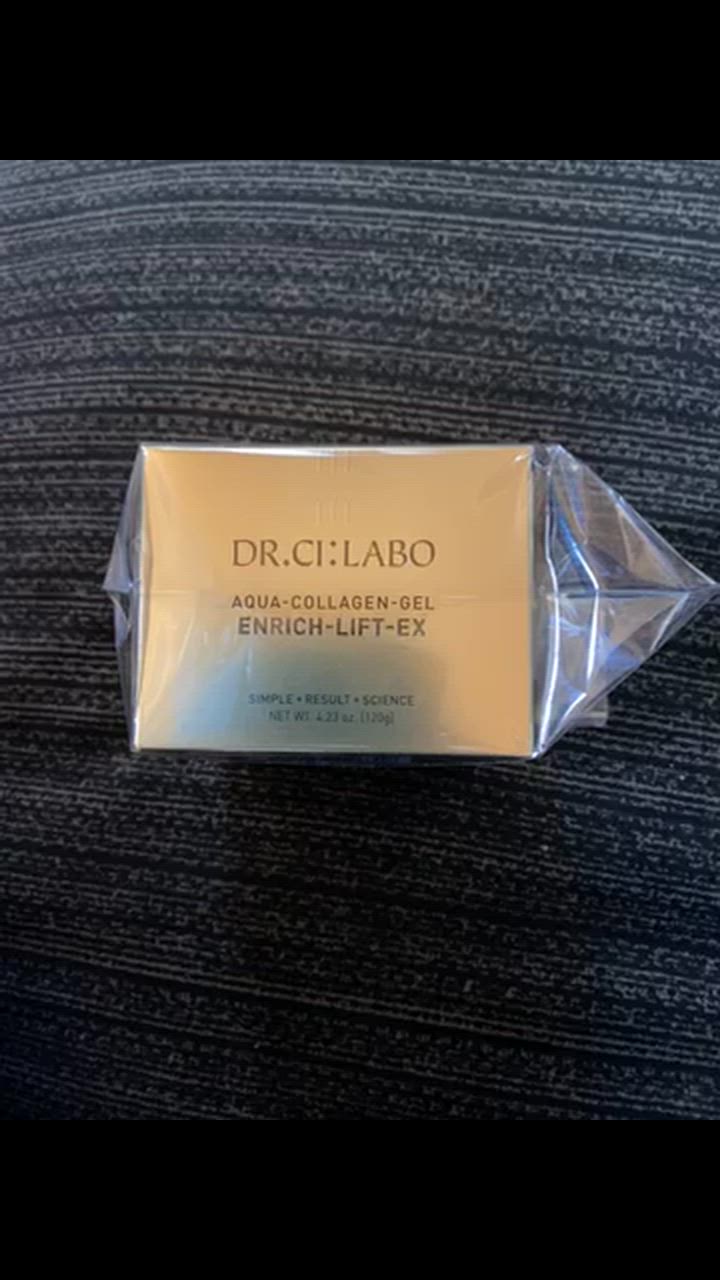 DR.CI:LABO
AQUA-COLLAGEN-GEL
ENRICH-LIFT-EX
SIMPLE • RESULT • SCIENCE
NET WT. 4.23 oz. (120g)